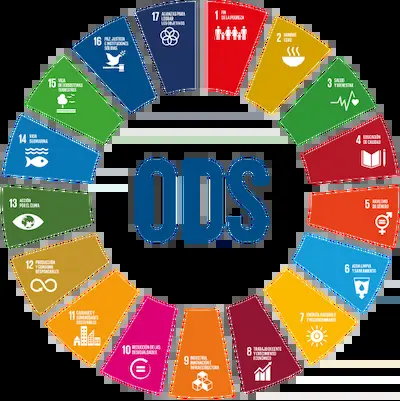 1 FIN
DE LA POBREZA
2 HAMBRE
CERO
3 SALUD
Y BIENESTAR
4 EDUCACIÓN
DE CALIDAD
5 IGUALDAD
DE GÉNERO
6 AGUA LIMPIA
Y SANEAMIENTO
7 ENERGÍA ASEQUIBLE
Y NO CONTAMINANTE
8 TRABAJO DECENTE
Y CRECIMIENTO
ECONÓMICO
9 INDUSTRIA,
INNOVACIÓN E
INFRAESTRUCTURA
10 REDUCCIÓN DE LAS
DESIGUALDADES
11 CIUDADES Y
COMUNIDADES
SOSTENIBLES
12 PRODUCCIÓN
Y CONSUMO
RESPONSABLES
13 ACCIÓN
POR EL CLIMA
14 VIDA
SUBMARINA
15 VIDA
DE ECOSISTEMAS
TERRESTRES
16 PAZ, JUSTICIA
E INSTITUCIONES
SÓLIDAS
17 ALIANZAS PARA
LOGRAR
LOS OBJETIVOS
ODS